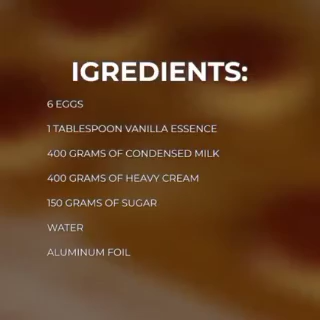 IGREDIENTS:
6 EGGS
1 TABLESPOON VANILLA ESSENCE
400 GRAMS OF CONDENSED MILK
400 GRAMS OF HEAVY CREAM
150 GRAMS OF SUGAR
WATER
ALUMINUM FOIL